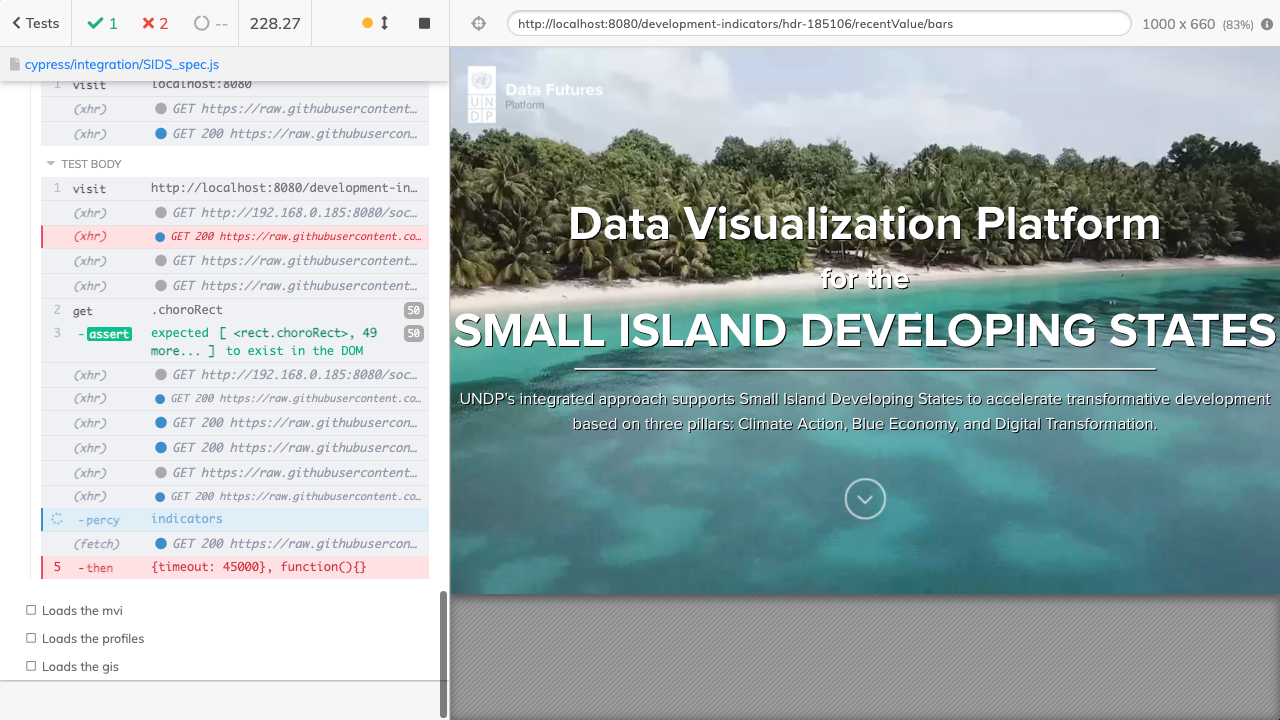 Tests
1
2
--
228.27
http://localhost:8080/development-indicators/hdr-185106/recentValue/bars
1000 x 660 (83%)
cypress/integration/SIDS_spec.js
1 visit localhost:8080
(xhr) GET https://raw.githubusercontent…
(xhr) GET 200 https://raw.githubusercon…
TEST BODY
1 visit http://localhost:8080/development-in…
(xhr) GET http://192.168.0.185:8080/soc…
(xhr) GET 200 https://raw.githubusercontent.co…
(xhr) GET https://raw.githubusercontent…
(xhr) GET https://raw.githubusercontent…
2 get .choroRect 50
3 -assert expected [ <rect.choroRect>, 49 50
more... ] to exist in the DOM
(xhr) GET http://192.168.0.185:8080/soc…
(xhr) GET 200 https://raw.githubusercontent.co…
(xhr) GET 200 https://raw.githubusercon…
(xhr) GET 200 https://raw.githubusercon…
(xhr) GET https://raw.githubusercontent…
(xhr) GET 200 https://raw.githubusercontent.co…
-percy indicators
(fetch) GET 200 https://raw.githubusercon…
5 -then {timeout: 45000}, function(){}
Loads the mvi
Loads the profiles
Loads the gis
UN
DP
Data Futures
Platform
Data Visualization Platform
for the
SMALL ISLAND DEVELOPING STATES
UNDP's integrated approach supports Small Island Developing States to accelerate transformative development
based on three pillars: Climate Action, Blue Economy, and Digital Transformation.